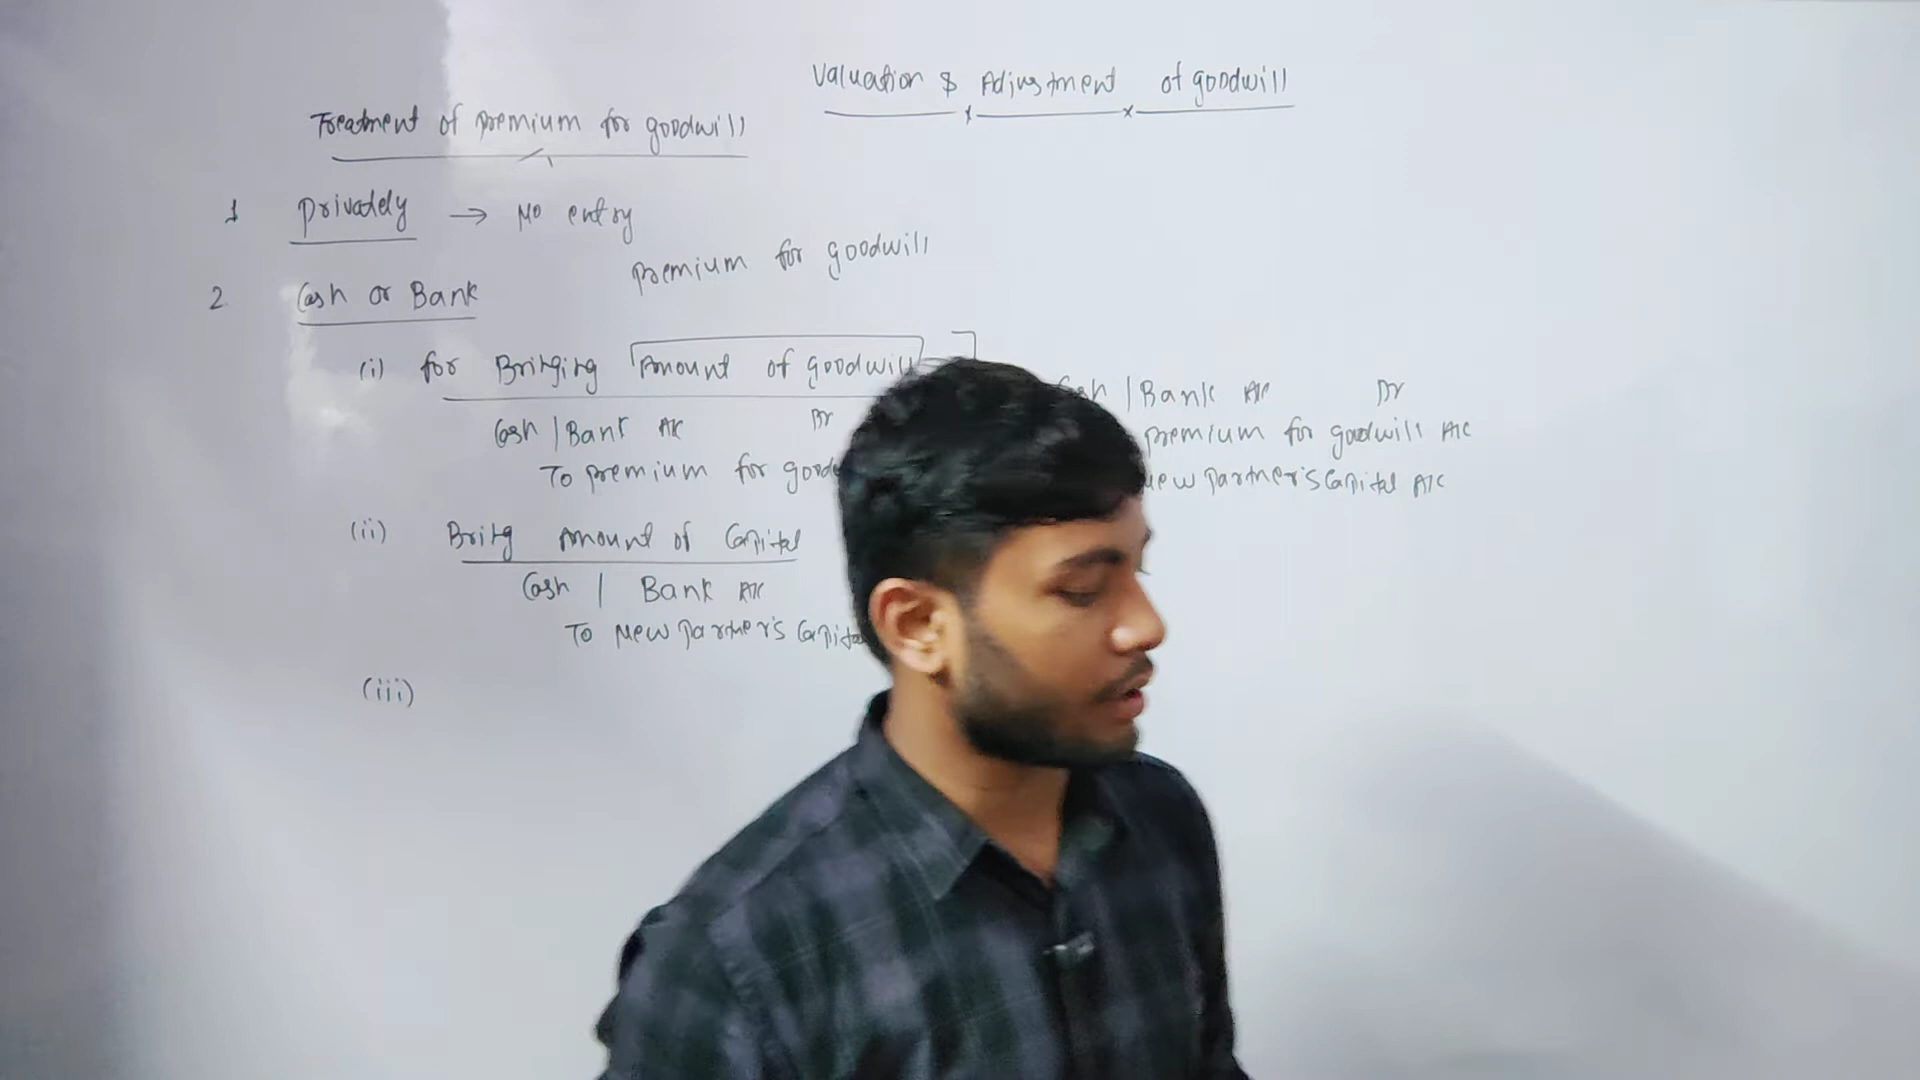 Valuation & Adjustment of goodwill
Treatment of premium for goodwill
1 privately → No entry
premium for goodwill
2 Cash or Bank
(i) for Bringing Amount of goodwill
Cash | Bank A/c Dr
To premium for
(ii) Bring Amount of Capital
Cash | Bank A/c
To New partner's
(iii)
| Bank A/c Dr
premium for goodwill A/c
new partner's Capital A/c